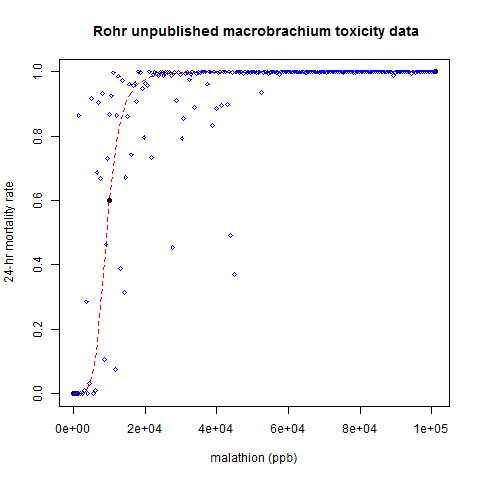 Rohr unpublished macrobrachium toxicity data
24-hr mortality rate
1.0
0.8
0.6
0.4
0.2
0.0
0e+00 2e+04 4e+04 6e+04 8e+04 1e+05
malathion (ppb)